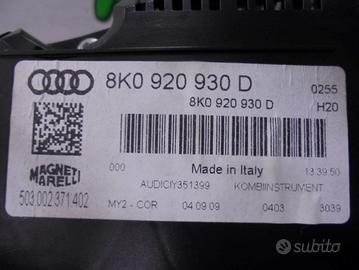 8K0 920 930 D
0255
8K0 920 930 D
H20
MAGNETI
MARELLI
000
Made in Italy
13.39.50
503.002.371.402
AUDICIY351399
KOMBIINSTRUMENT
MY2 - COR
04.09.09
0403
3039
subito